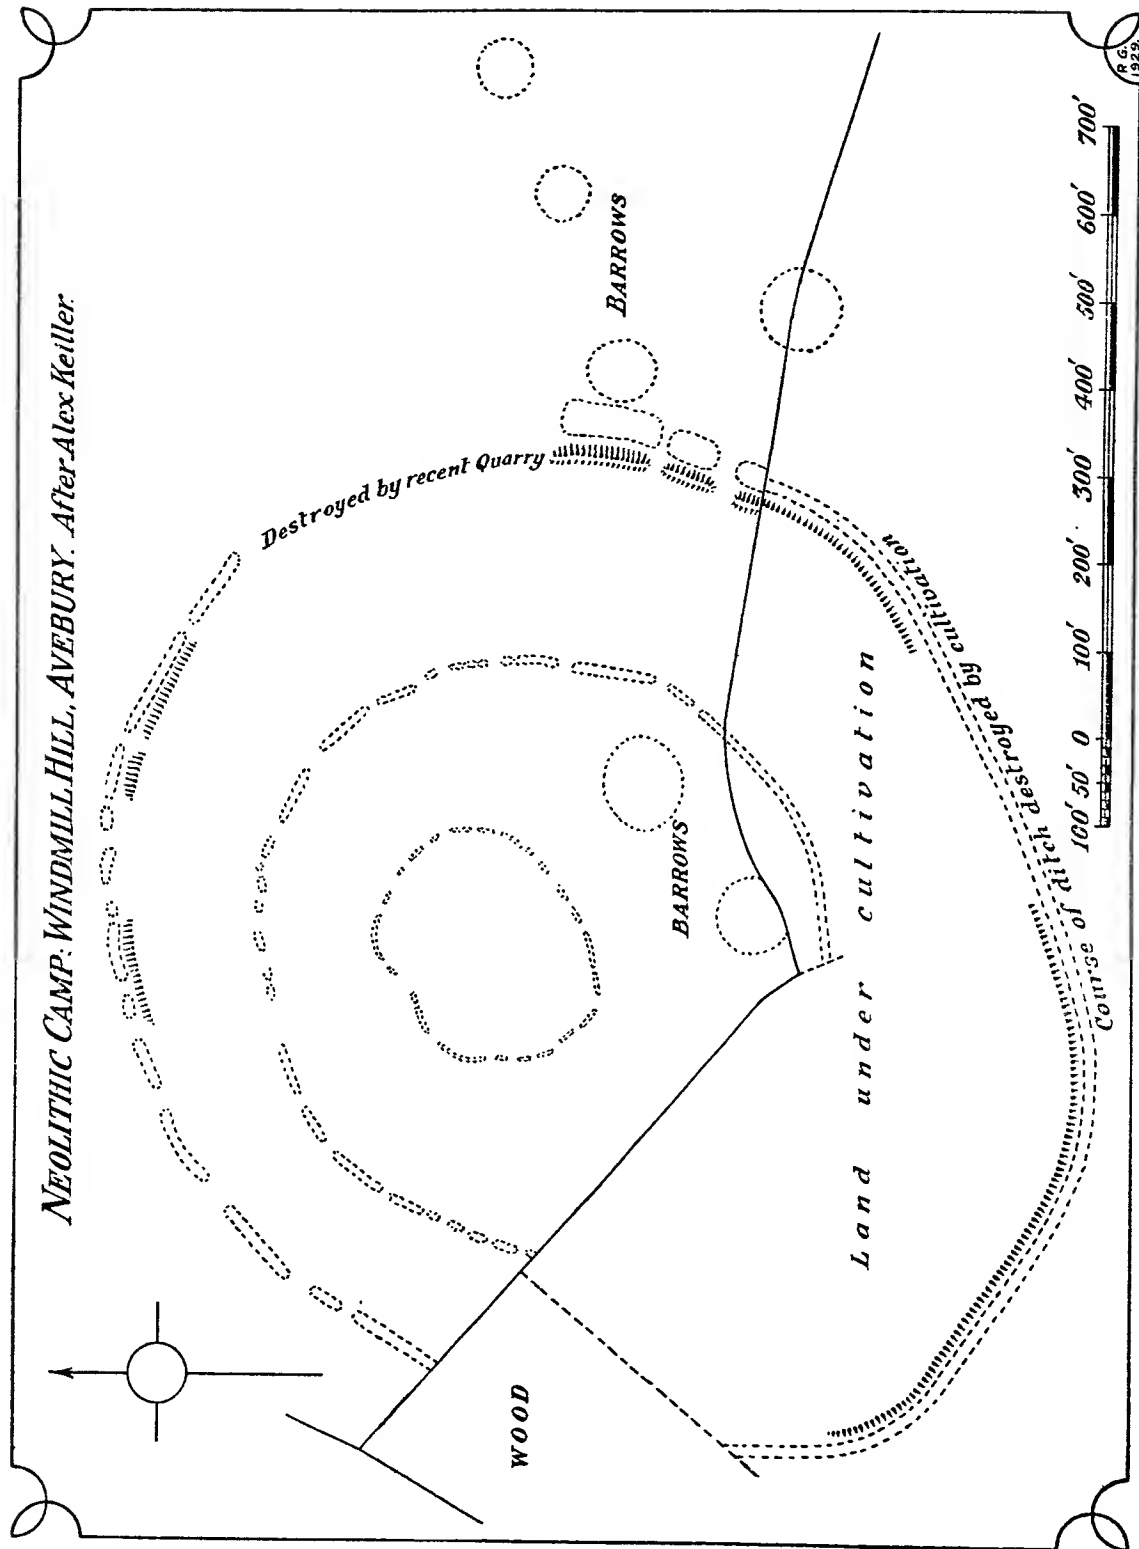 NEOLITHIC CAMP: WINDMILL HILL, AVEBURY. After Alex Keiller.
WOOD
Destroyed by recent Quarry
BARROWS
BARROWS
Land under cultivation
Course of ditch destroyed by cultivation
100' 50' 0 100' 200' 300' 400' 500' 600' 700'
R G.
1929.